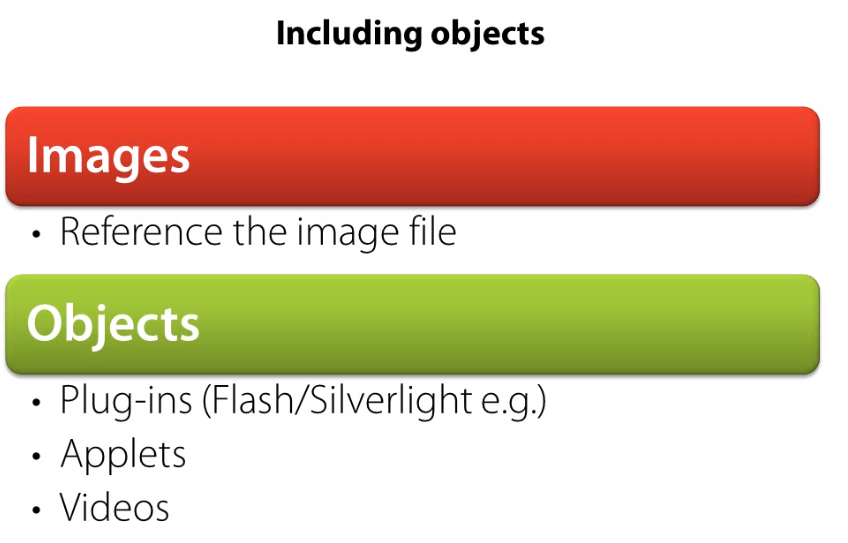 Including objects
Images
• Reference the image file
Objects
• Plug-ins (Flash/Silverlight e.g.)
• Applets
• Videos